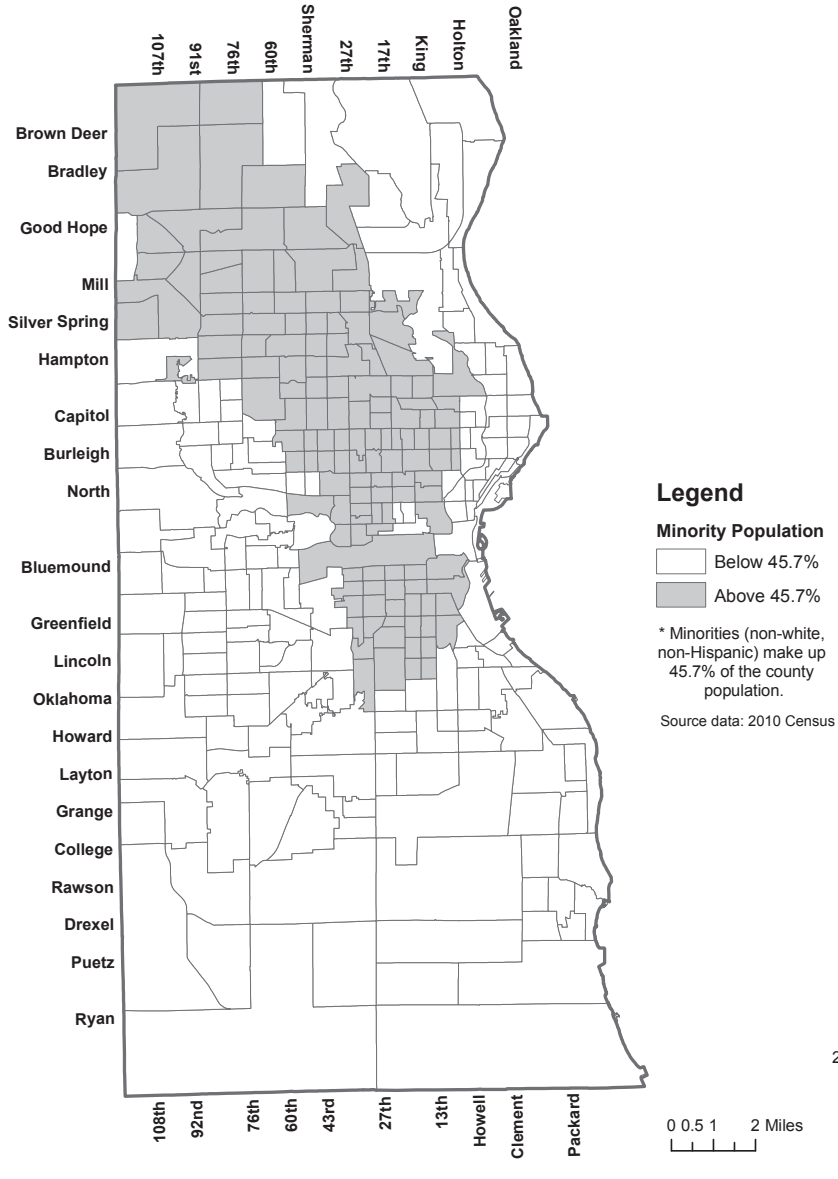 107th
91st
76th
60th
Sherman
27th
17th
King
Holton
Oakland
Brown Deer
Bradley
Good Hope
Mill
Silver Spring
Hampton
Capitol
Burleigh
North
Bluemound
Greenfield
Lincoln
Oklahoma
Howard
Layton
Grange
College
Rawson
Drexel
Puetz
Ryan
108th
92nd
76th
60th
43rd
27th
13th
Howell
Clement
Packard
Legend
Minority Population
Below 45.7%
Above 45.7%
* Minorities (non-white,
non-Hispanic) make up
45.7% of the county
population.
Source data: 2010 Census
2
0 0.5 1 2 Miles